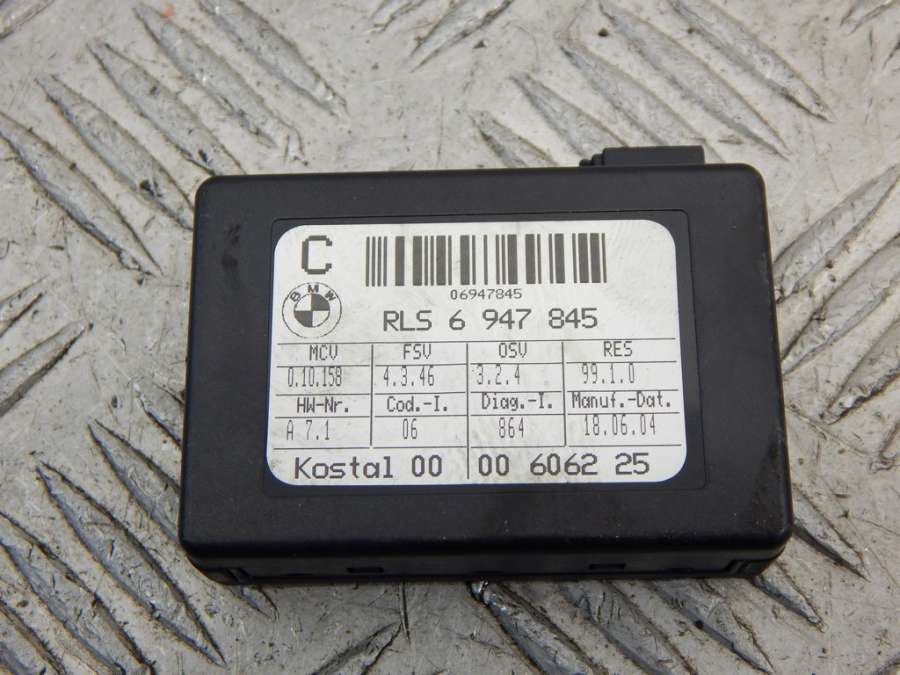 C
06947845
BMW
RLS 6 947 845
MCV FSV OSV RES
0.10.158 4.3.46 3.2.4 99.1.0
HW-Nr. Cod.-I. Diag.-I. Manuf.-Dat.
A 7.1 06 864 18.06.04
Kostal 00 00 6062 25